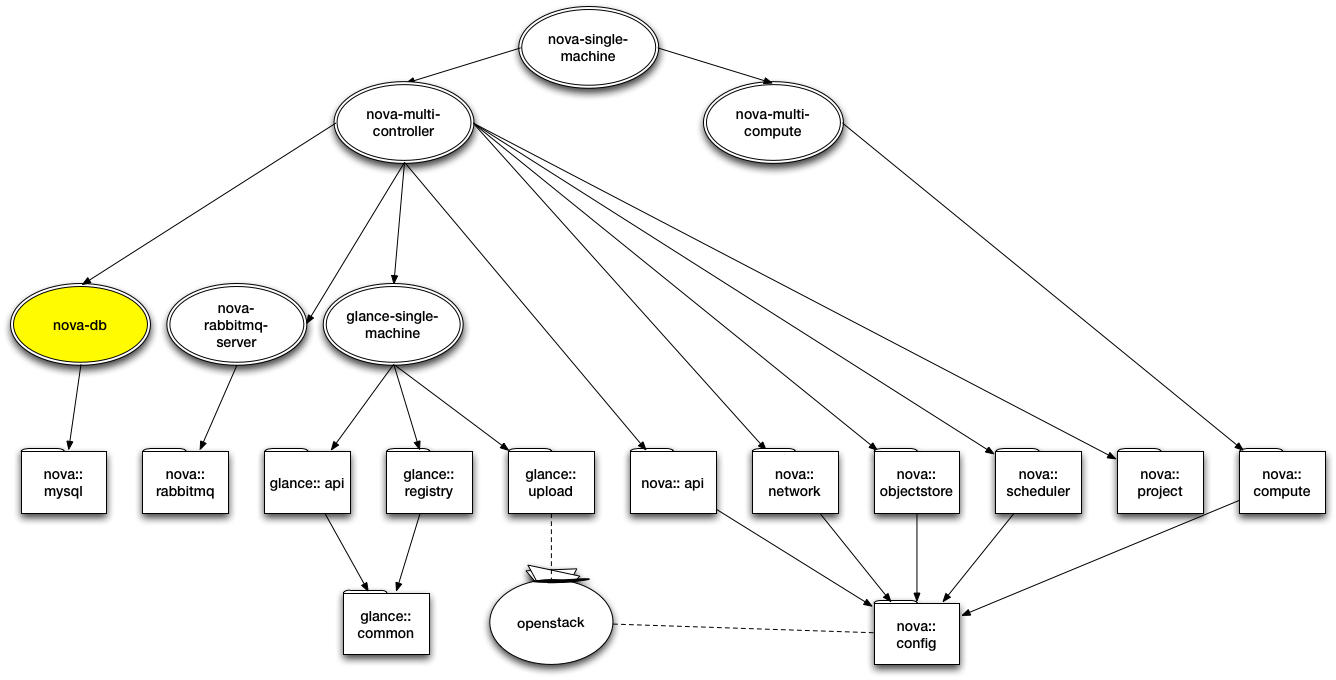 nova-single-
machine
nova-multi-
controller
nova-multi-
compute
nova-db
nova-
rabbitmq-
server
glance-single-
machine
nova::
mysql
nova::
rabbitmq
glance:: api
glance::
registry
glance::
upload
nova:: api
nova::
network
nova::
objectstore
nova::
scheduler
nova::
project
nova::
compute
glance::
common
openstack
nova::
config